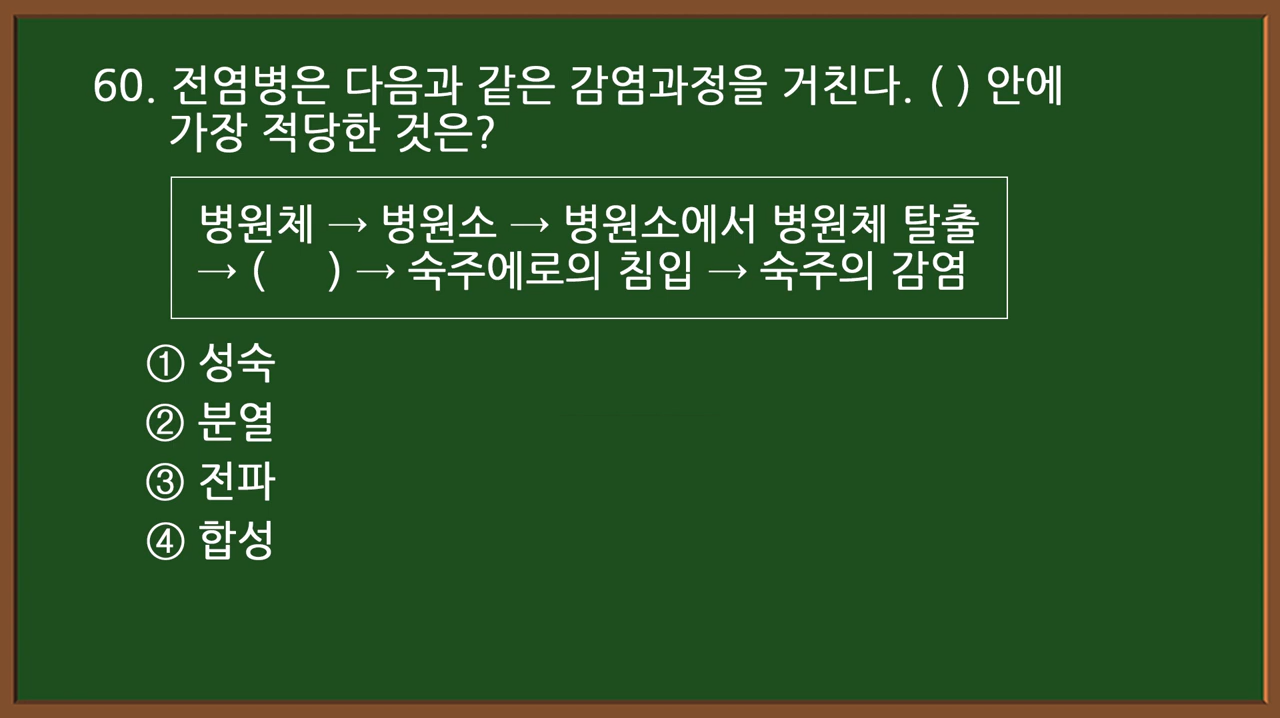 60. 전염병은 다음과 같은 감염과정을 거친다. ( ) 안에
가장 적당한 것은?
병원체 → 병원소 → 병원소에서 병원체 탈출
→ (    ) → 숙주에로의 침입 → 숙주의 감염
① 성숙
② 분열
③ 전파
④ 합성